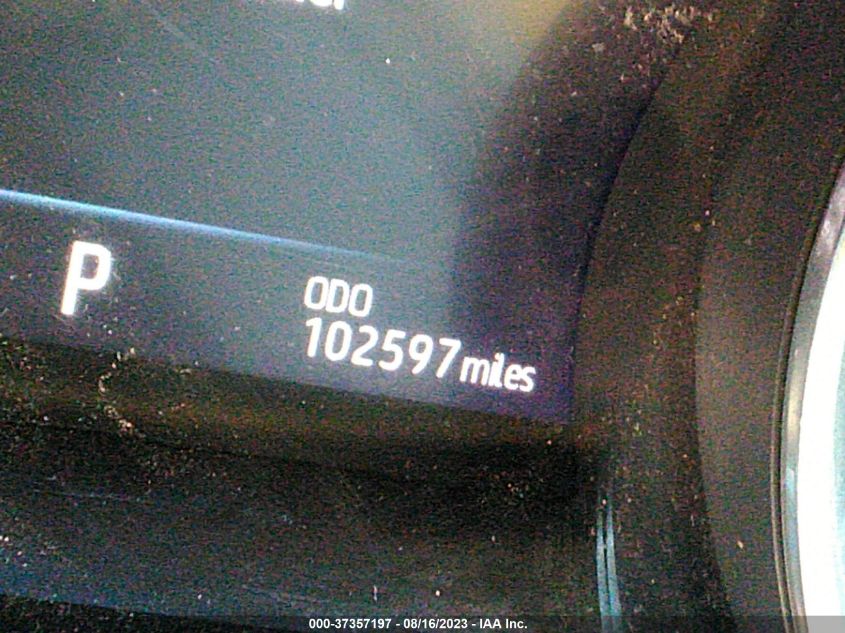 P
ODO
102597 miles
000-37357197 - 08/16/2023 - IAA Inc.